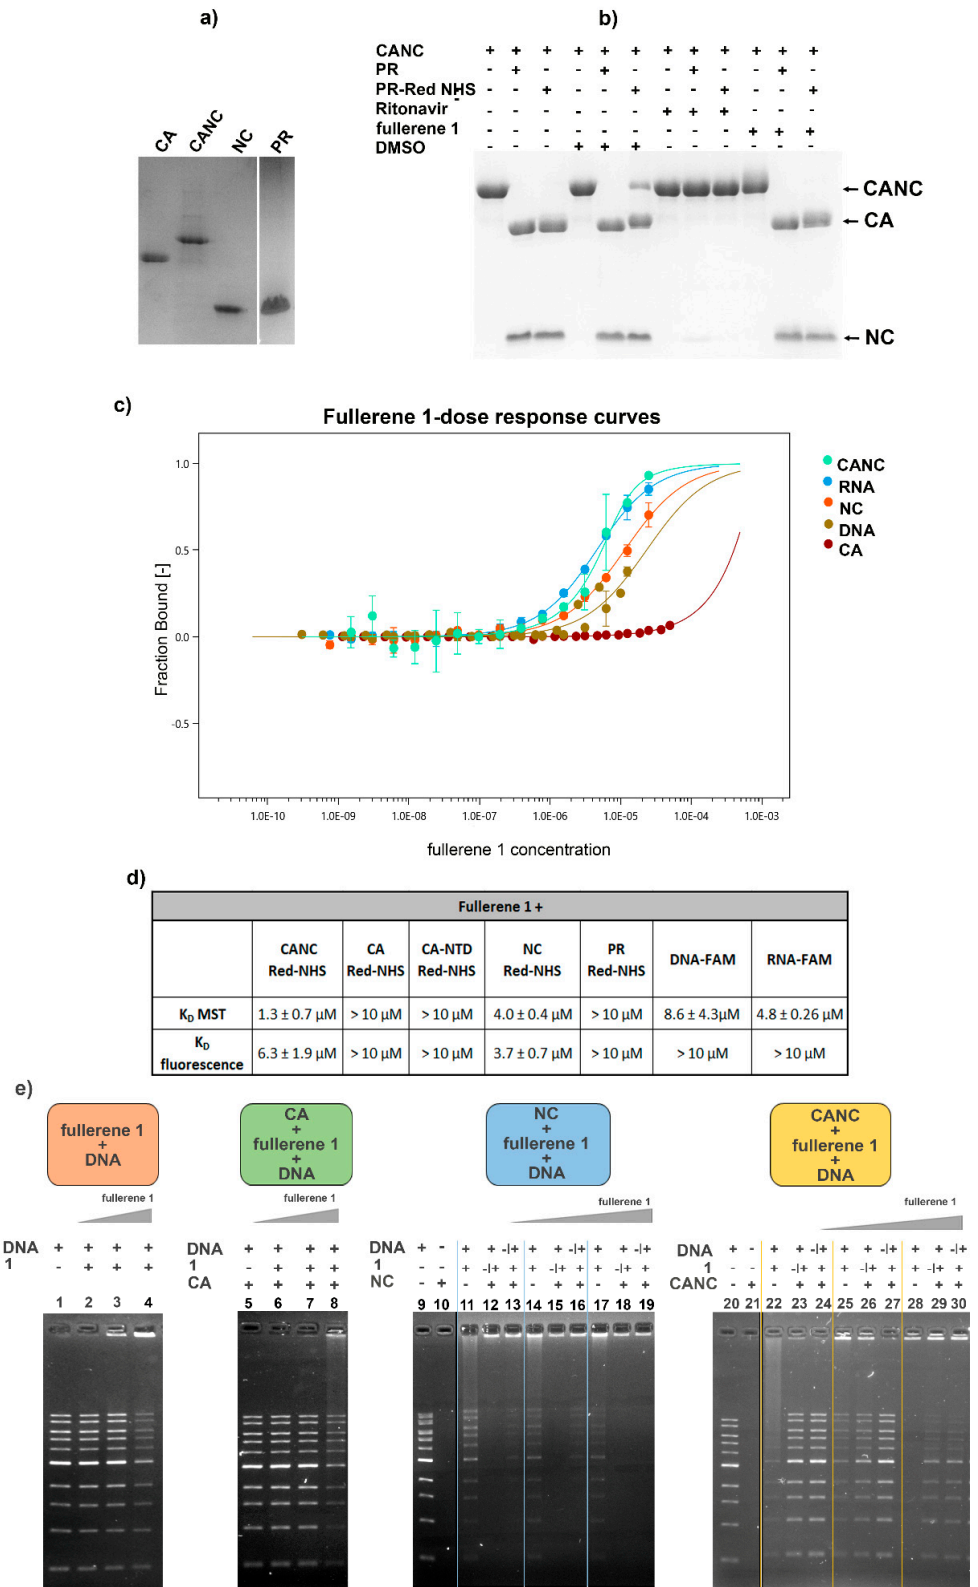 a)
b)
CANC + + + + + + + + + + + + +
PR - + - - + - - + - - + -
PR-Red NHS - - + - - + - - + - - +
Ritonavir - - - - - - + + + - - -
fullerene 1 - - - - - - - - - + + +
DMSO - - - + + + - - - - - -
CA CANC NC PR
CANC
CA
NC
c)
Fullerene 1-dose response curves
Fraction Bound [-]
1.0
0.5
0.0
-0.5
1.0E-10 1.0E-09 1.0E-08 1.0E-07 1.0E-06 1.0E-05 1.0E-04 1.0E-03
fullerene 1 concentration
CANC
RNA
NC
DNA
CA
d)
Fullerene 1 +
CANC Red-NHS CA Red-NHS CA-NTD Red-NHS NC Red-NHS PR Red-NHS DNA-FAM RNA-FAM
KD MST 1.3 ± 0.7 µM > 10 µM > 10 µM 4.0 ± 0.4 µM > 10 µM 8.6 ± 4.3µM 4.8 ± 0.26 µM
KD fluorescence 6.3 ± 1.9 µM > 10 µM > 10 µM 3.7 ± 0.7 µM > 10 µM > 10 µM > 10 µM
e)
fullerene 1
+
DNA
CA
+
fullerene 1
+
DNA
NC
+
fullerene 1
+
DNA
CANC
+
fullerene 1
+
DNA
fullerene 1
fullerene 1
fullerene 1
fullerene 1
DNA + + + +
1 - + + +
1 2 3 4
DNA + + + +
1 - + + +
CA + + + +
5 6 7 8
DNA + - + + -|+ + + -|+ + + -|+
1 - - + -|+ + + -|+ + + -|+ +
NC - + - + + - + + - + +
9 10 11 12 13 14 15 16 17 18 19
DNA + - + + -|+ + + -|+ + + -|+
1 - - + -|+ + + -|+ + + -|+ +
CANC - + - + + - + + - + +
20 21 22 23 24 25 26 27 28 29 30